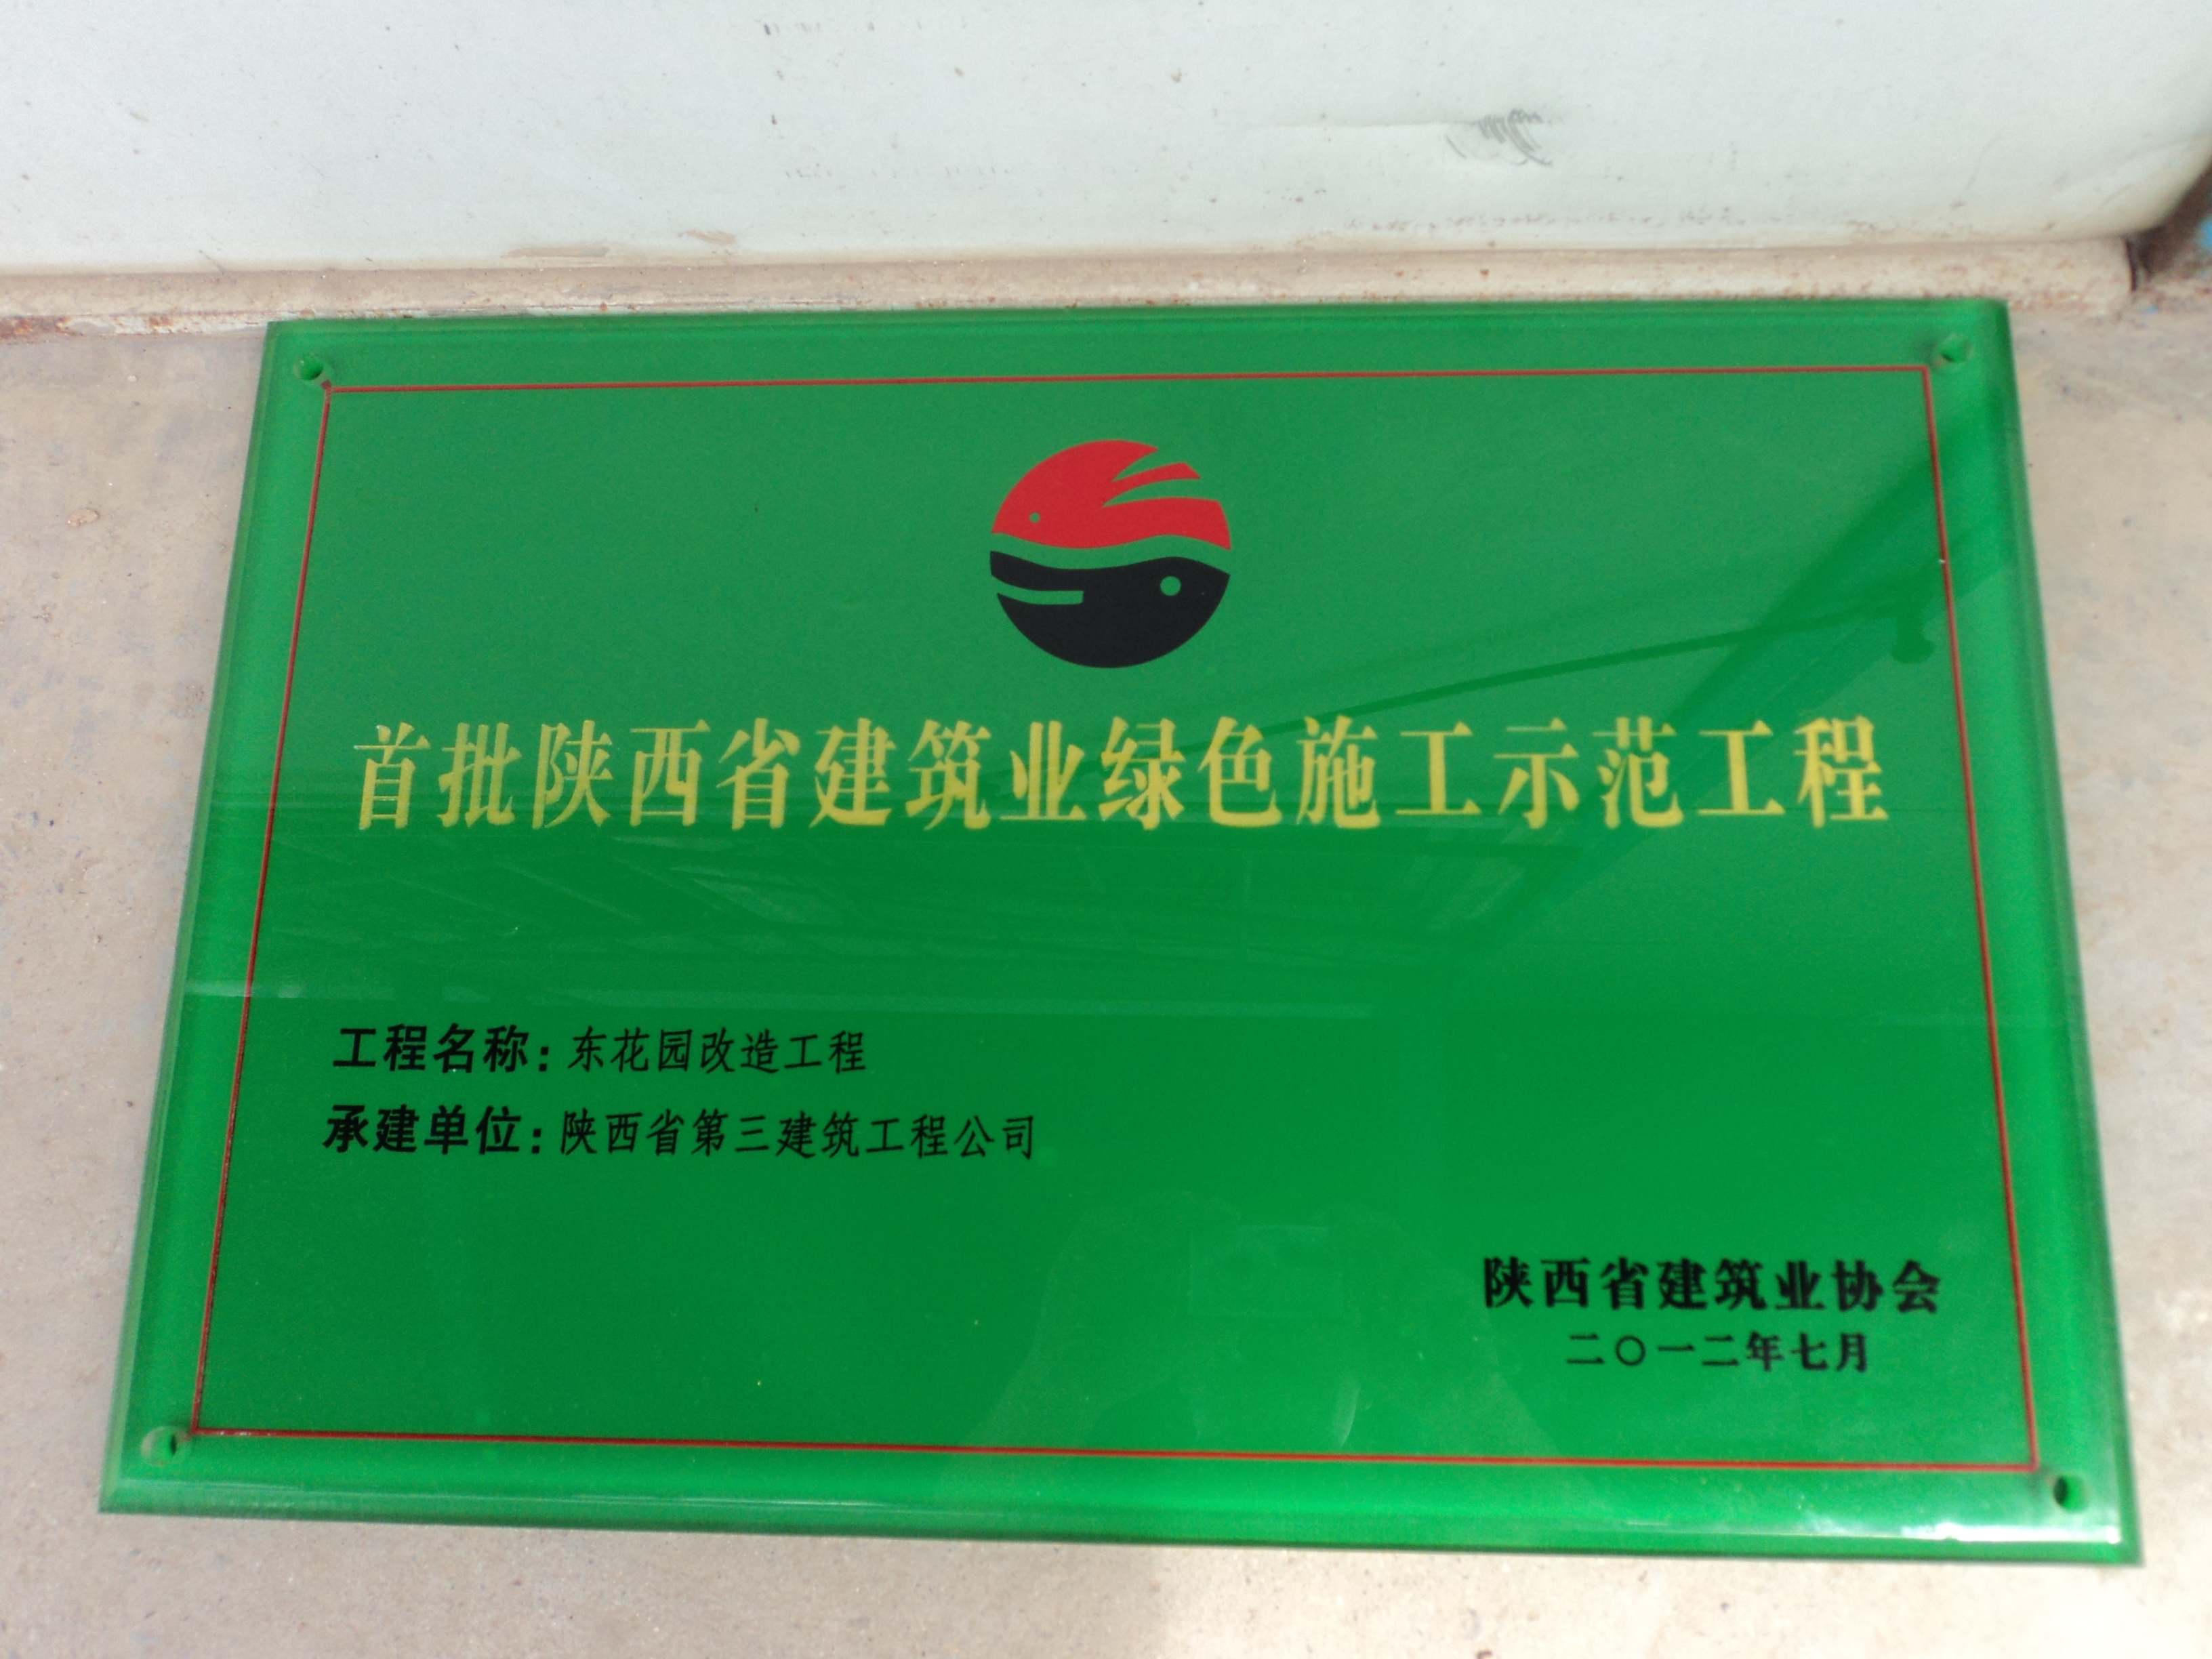 首批陕西省建筑业绿色施工示范工程
工程名称：东花园改造工程
承建单位：陕西省第三建筑工程公司
陕西省建筑业协会
二〇一二年七月